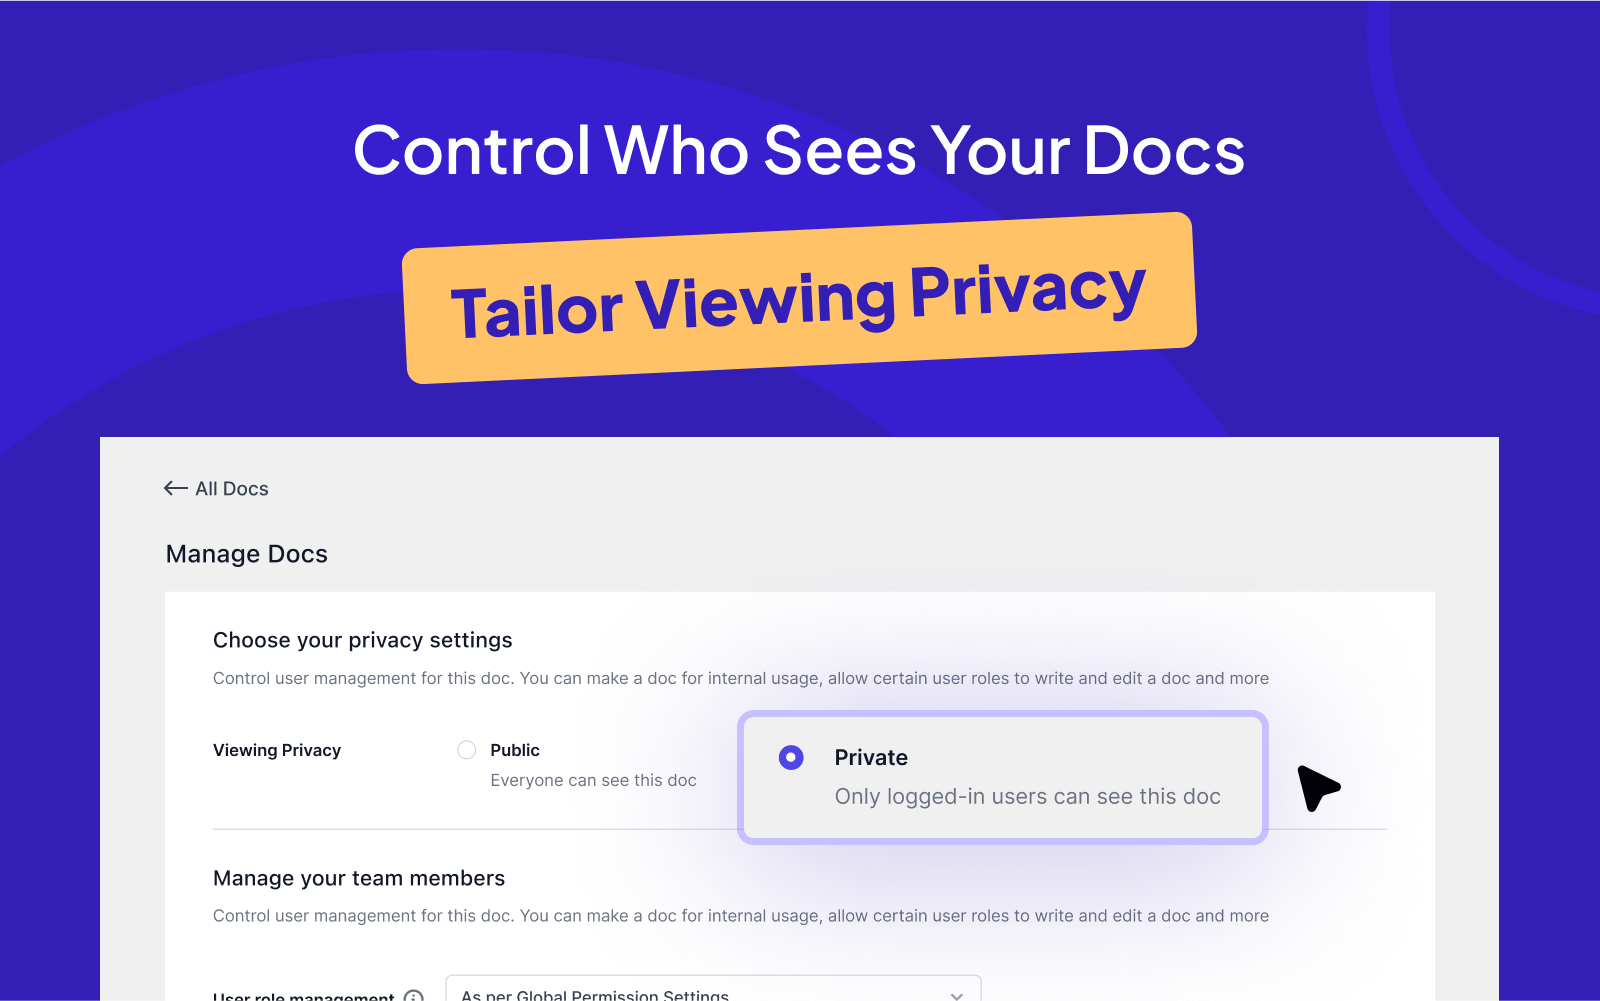 Control Who Sees Your Docs
Tailor Viewing Privacy
All Docs
Manage Docs
Choose your privacy settings
Control user management for this doc. You can make a doc for internal usage, allow certain user roles to write and edit a doc and more
Viewing Privacy
Public
Everyone can see this doc
Private
Only logged-in users can see this doc
Manage your team members
Control user management for this doc. You can make a doc for internal usage, allow certain user roles to write and edit a doc and more
User role management
As per Global Permission Settings